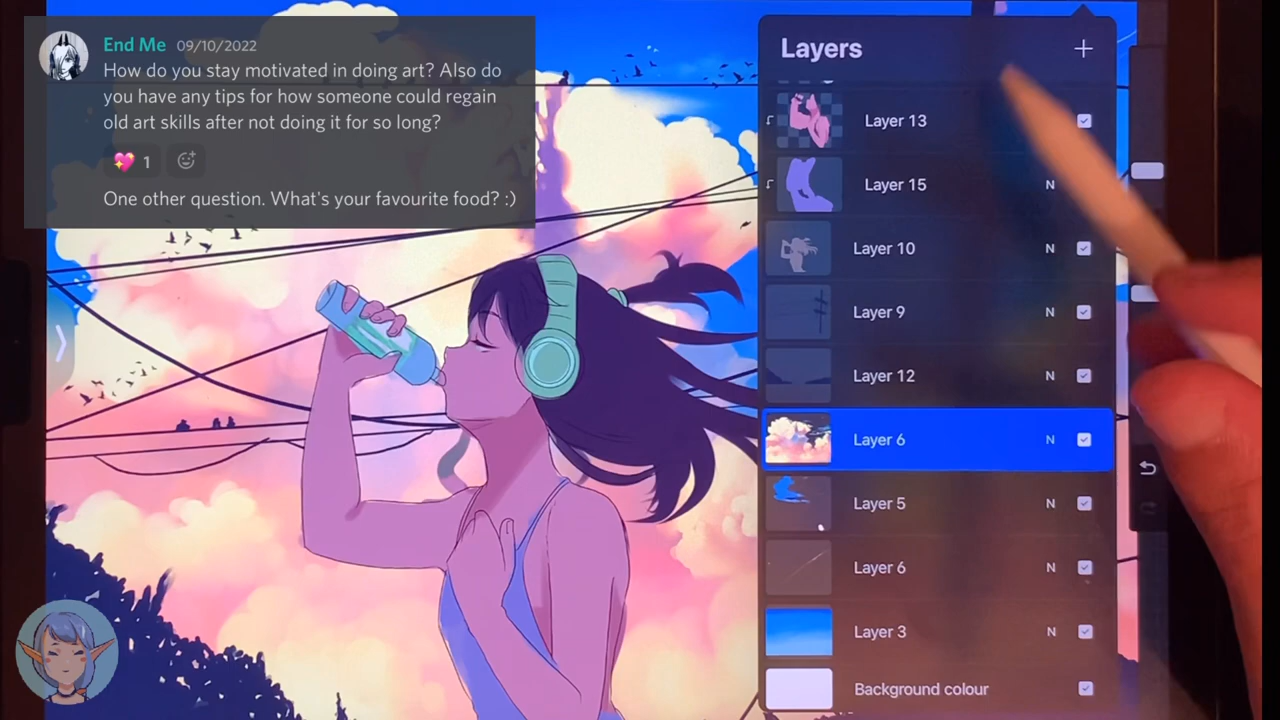 End Me 09/10/2022
How do you stay motivated in doing art? Also do
you have any tips for how someone could regain
old art skills after not doing it for so long?
1
One other question. What's your favourite food? :)
Layers
Layer 13
Layer 15 N
Layer 10 N
Layer 9 N
Layer 12 N
Layer 6 N
Layer 5 N
Layer 6 N
Layer 3 N
Background colour